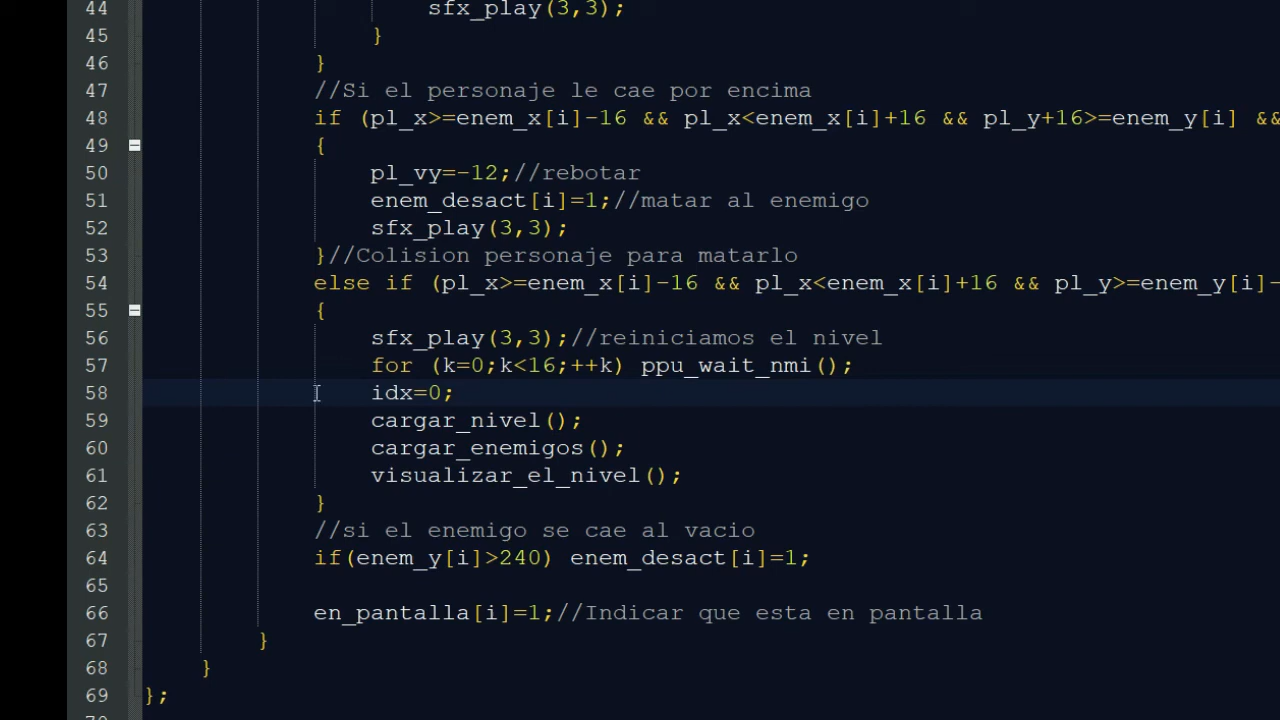 44 sfx_play(3,3);
45 }
46 }
47 //Si el personaje le cae por encima
48 if (pl_x>=enem_x[i]-16 && pl_x<enem_x[i]+16 && pl_y+16>=enem_y[i] &&
49 {
50 pl_vy=-12;//rebotar
51 enem_desact[i]=1;//matar al enemigo
52 sfx_play(3,3);
53 }//Colision personaje para matarlo
54 else if (pl_x>=enem_x[i]-16 && pl_x<enem_x[i]+16 && pl_y>=enem_y[i]-
55 {
56 sfx_play(3,3);//reiniciamos el nivel
57 for (k=0;k<16;++k) ppu_wait_nmi();
58 idx=0;
59 cargar_nivel();
60 cargar_enemigos();
61 visualizar_el_nivel();
62 }
63 //si el enemigo se cae al vacio
64 if(enem_y[i]>240) enem_desact[i]=1;
65
66 en_pantalla[i]=1;//Indicar que esta en pantalla
67 }
68 }
69 };